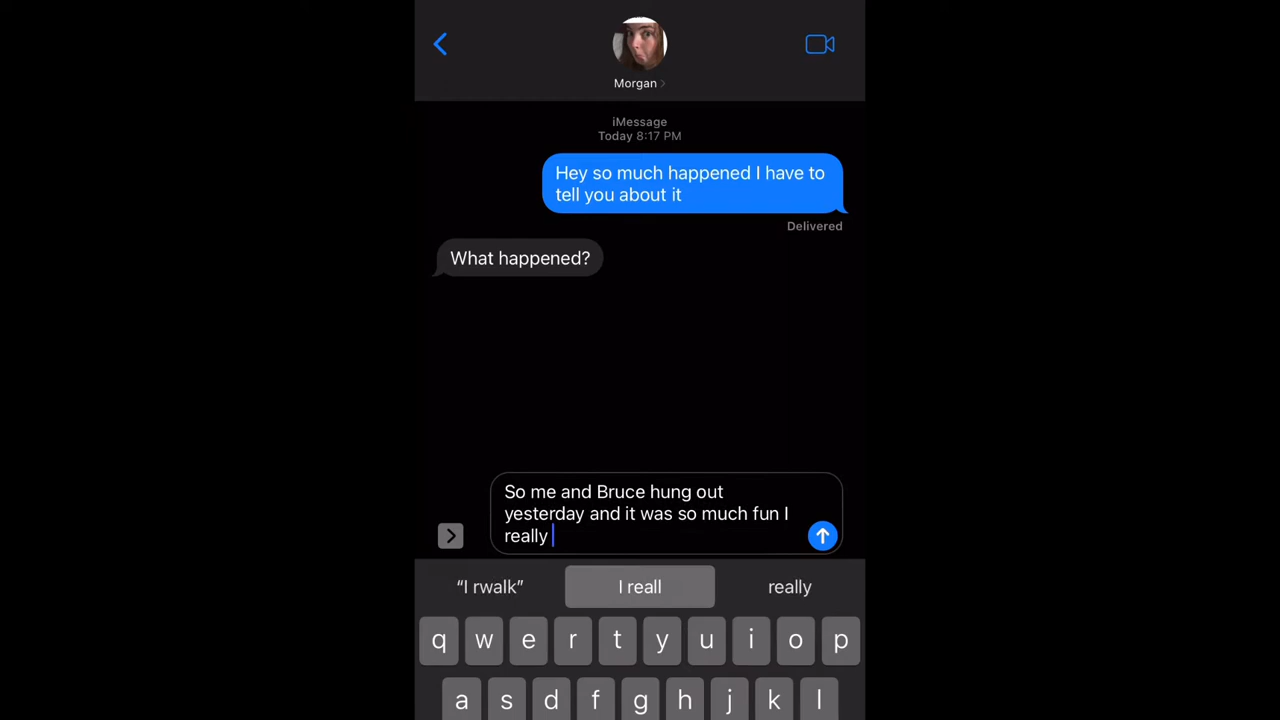 Morgan
iMessage
Today 8:17 PM
Hey so much happened I have to
tell you about it
Delivered
What happened?
So me and Bruce hung out
yesterday and it was so much fun I
really
“I rwalk” I reall really
q w e r t y u i o p
a s d f g h j k l